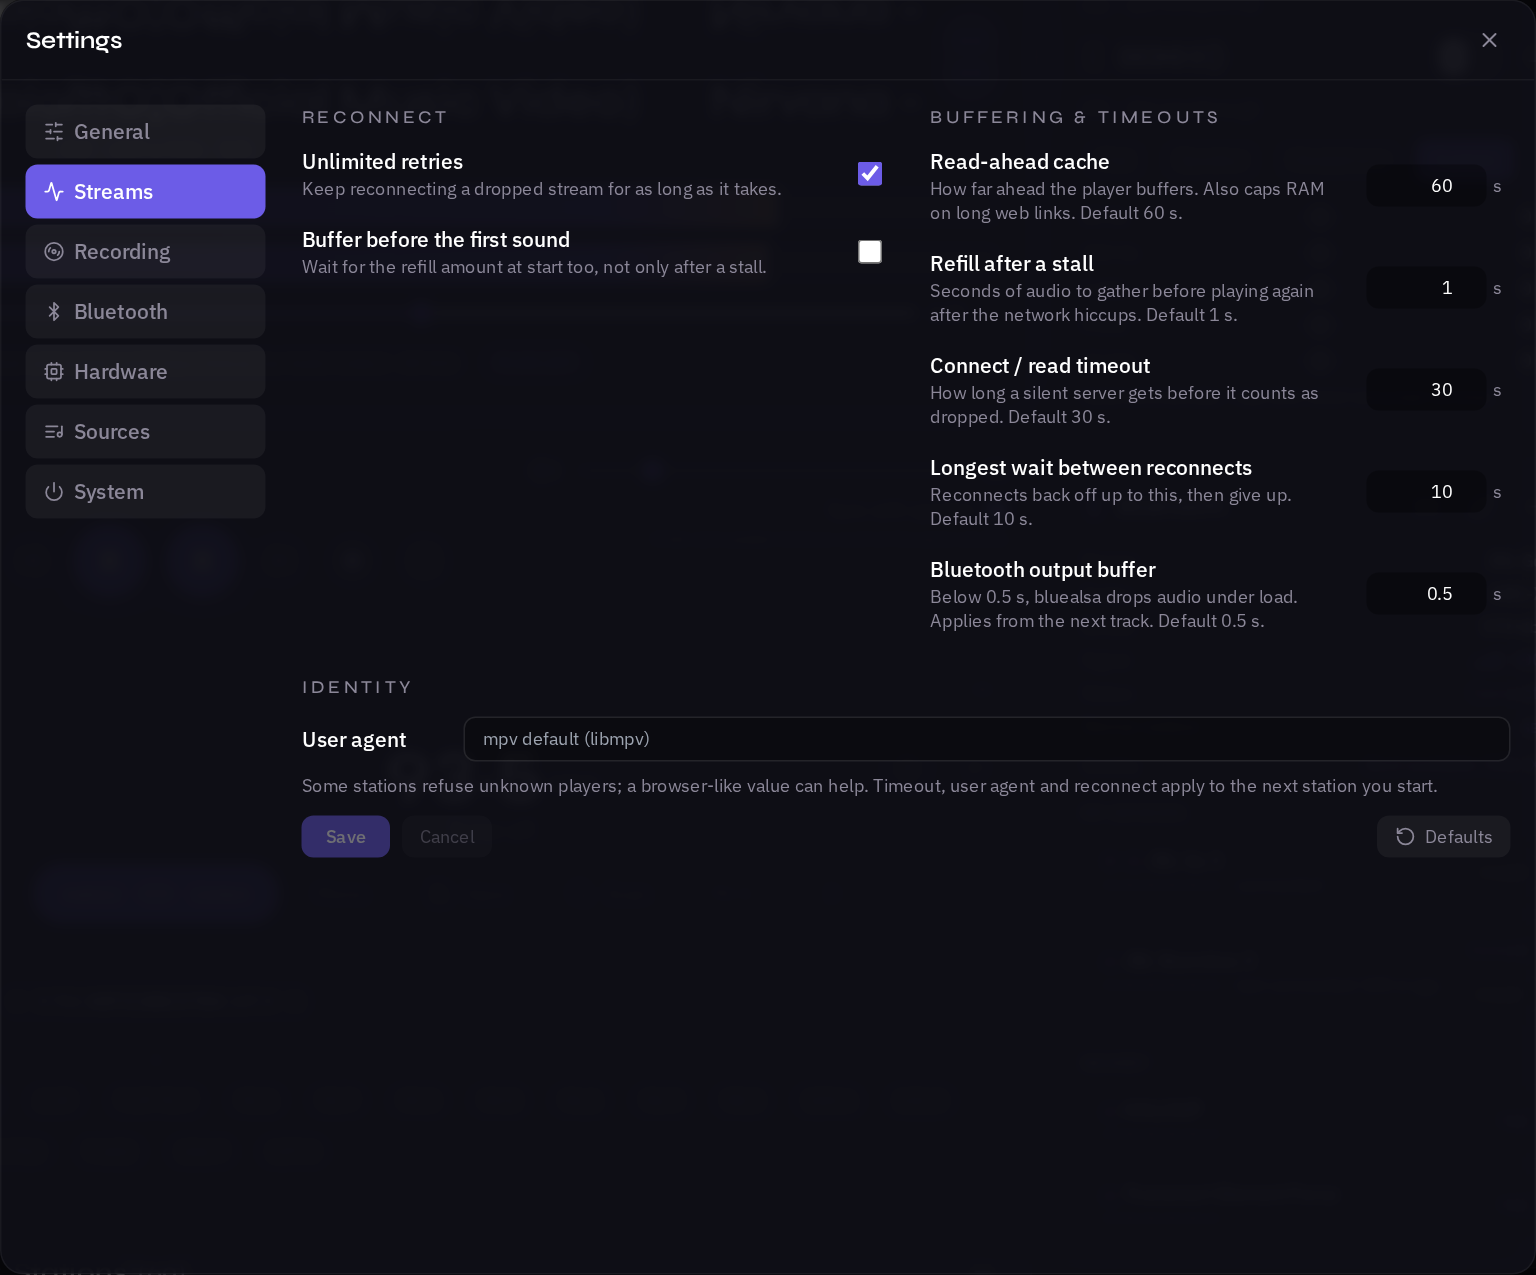 Settings
General
Streams
Recording
Bluetooth
Hardware
Sources
System
RECONNECT
Unlimited retries
Keep reconnecting a dropped stream for as long as it takes.
Buffer before the first sound
Wait for the refill amount at start too, not only after a stall.
BUFFERING & TIMEOUTS
Read-ahead cache
How far ahead the player buffers. Also caps RAM
on long web links. Default 60 s.
60 s
Refill after a stall
Seconds of audio to gather before playing again
after the network hiccups. Default 1 s.
1 s
Connect / read timeout
How long a silent server gets before it counts as
dropped. Default 30 s.
30 s
Longest wait between reconnects
Reconnects back off up to this, then give up.
Default 10 s.
10 s
Bluetooth output buffer
Below 0.5 s, bluealsa drops audio under load.
Applies from the next track. Default 0.5 s.
0.5 s
IDENTITY
User agent
mpv default (libmpv)
Some stations refuse unknown players; a browser-like value can help. Timeout, user agent and reconnect apply to the next station you start.
Save
Cancel
Defaults